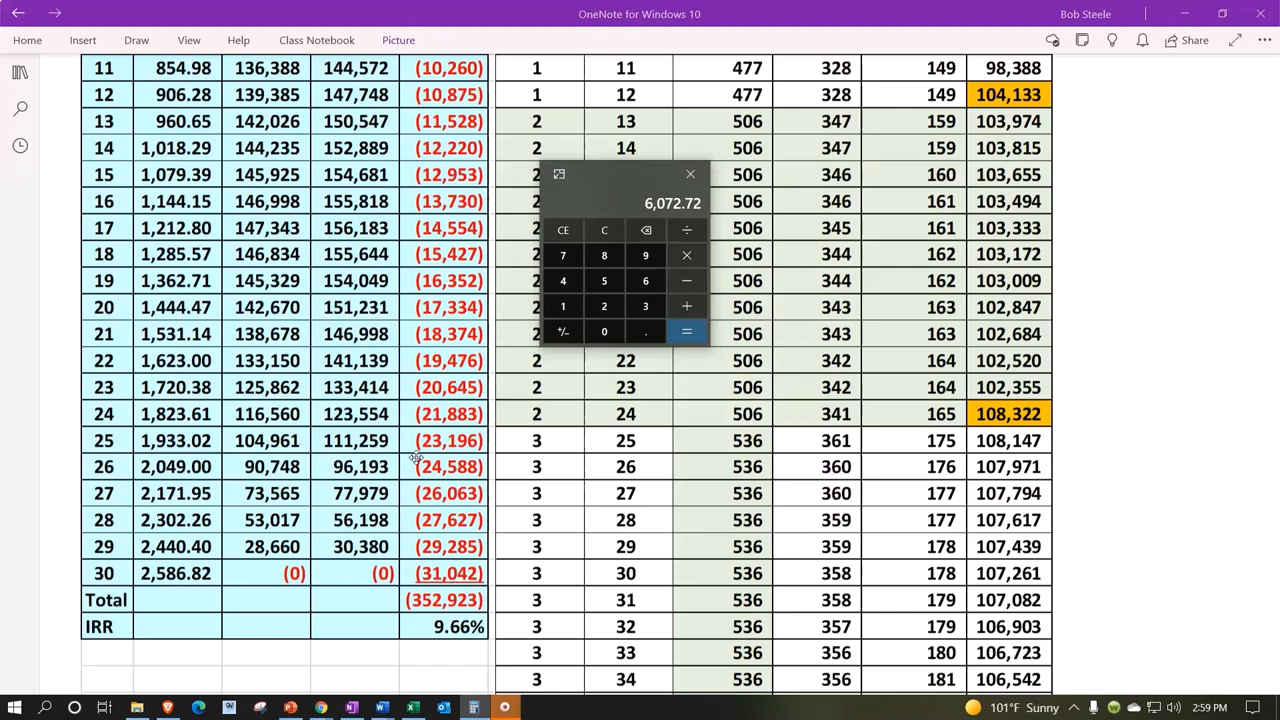 OneNote for Windows 10
Bob Steele
Home Insert Draw View Help Class Notebook Picture Share
11 854.98 136,388 144,572 (10,260) 1 11 477 328 149 98,388
12 906.28 139,385 147,748 (10,875) 1 12 477 328 149 104,133
13 960.65 142,026 150,547 (11,528) 2 13 506 347 159 103,974
14 1,018.29 144,235 152,889 (12,220) 2 14 506 347 159 103,815
15 1,079.39 145,925 154,681 (12,953) 506 346 160 103,655
16 1,144.15 146,998 155,818 (13,730) 506 346 161 103,494
17 1,212.80 147,343 156,183 (14,554) 506 345 161 103,333
18 1,285.57 146,834 155,644 (15,427) 506 344 162 103,172
19 1,362.71 145,329 154,049 (16,352) 506 344 162 103,009
20 1,444.47 142,670 151,231 (17,334) 506 343 162 102,847
21 1,531.14 138,678 146,998 (18,374) 506 343 163 102,684
22 1,623.00 133,150 141,139 (19,476) 2 22 506 342 164 102,520
23 1,720.38 125,862 133,414 (20,645) 2 23 506 342 164 102,355
24 1,823.61 116,560 123,554 (21,883) 2 24 506 341 165 108,322
25 1,933.02 104,961 111,259 (23,196) 3 25 536 361 175 108,147
26 2,049.00 90,748 96,193 (24,588) 3 26 536 360 176 107,971
27 2,171.95 73,565 77,979 (26,063) 3 27 536 360 177 107,794
28 2,302.26 53,017 56,198 (27,627) 3 28 536 359 177 107,617
29 2,440.40 28,660 30,380 (29,285) 3 29 536 359 178 107,439
30 2,586.82 (0) (0) (31,042) 3 30 536 358 178 107,261
Total (352,923) 3 31 536 358 179 107,082
IRR 9.66% 3 32 536 357 179 106,903
3 33 536 356 180 106,723
3 34 536 356 181 106,542
6,072.72
CE C ÷
7 8 9 ×
4 5 6 −
1 2 3 +
+/− 0 . =
101°F Sunny
2:59 PM